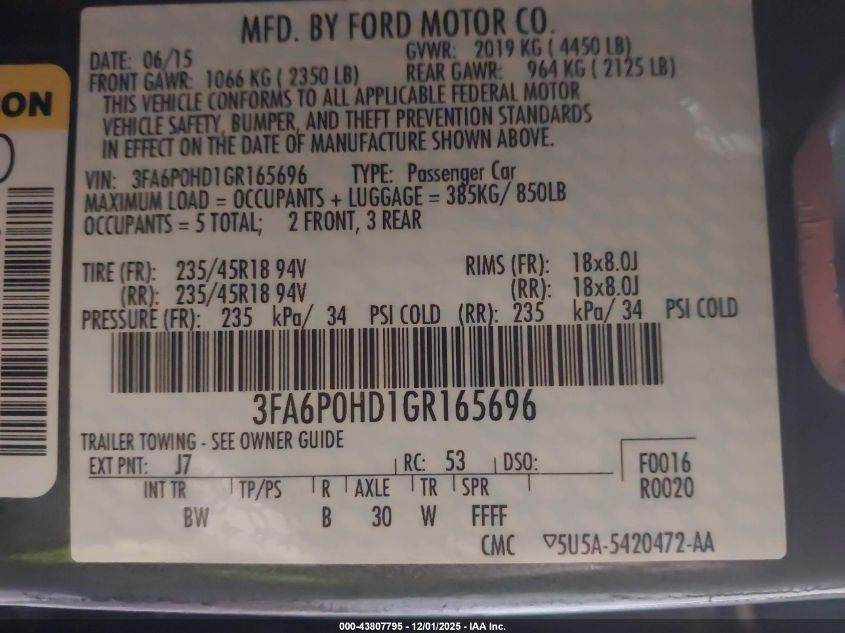 MFD. BY FORD MOTOR CO.
DATE: 06/15 GVWR: 2019 KG ( 4450 LB)
FRONT GAWR: 1066 KG ( 2350 LB) REAR GAWR: 964 KG ( 2125 LB)
THIS VEHICLE CONFORMS TO ALL APPLICABLE FEDERAL MOTOR
VEHICLE SAFETY, BUMPER, AND THEFT PREVENTION STANDARDS
IN EFFECT ON THE DATE OF MANUFACTURE SHOWN ABOVE.
VIN: 3FA6P0HD1GR165696 TYPE: Passenger Car
MAXIMUM LOAD = OCCUPANTS + LUGGAGE = 385KG/ 850LB
OCCUPANTS = 5 TOTAL; 2 FRONT, 3 REAR
TIRE (FR): 235/45R18 94V RIMS (FR): 18x8.0J
(RR): 235/45R18 94V (RR): 18x8.0J
PRESSURE (FR): 235 kPa/ 34 PSI COLD (RR): 235 kPa/ 34 PSI COLD
3FA6P0HD1GR165696
TRAILER TOWING - SEE OWNER GUIDE
EXT PNT: J7 RC: 53 DSO: F0016
INT TR TP/PS R AXLE TR SPR R0020
BW B 30 W FFFF
CMC ▽5U5A-5420472-AA
ON
000-43807795 - 12/01/2025 - IAA Inc.